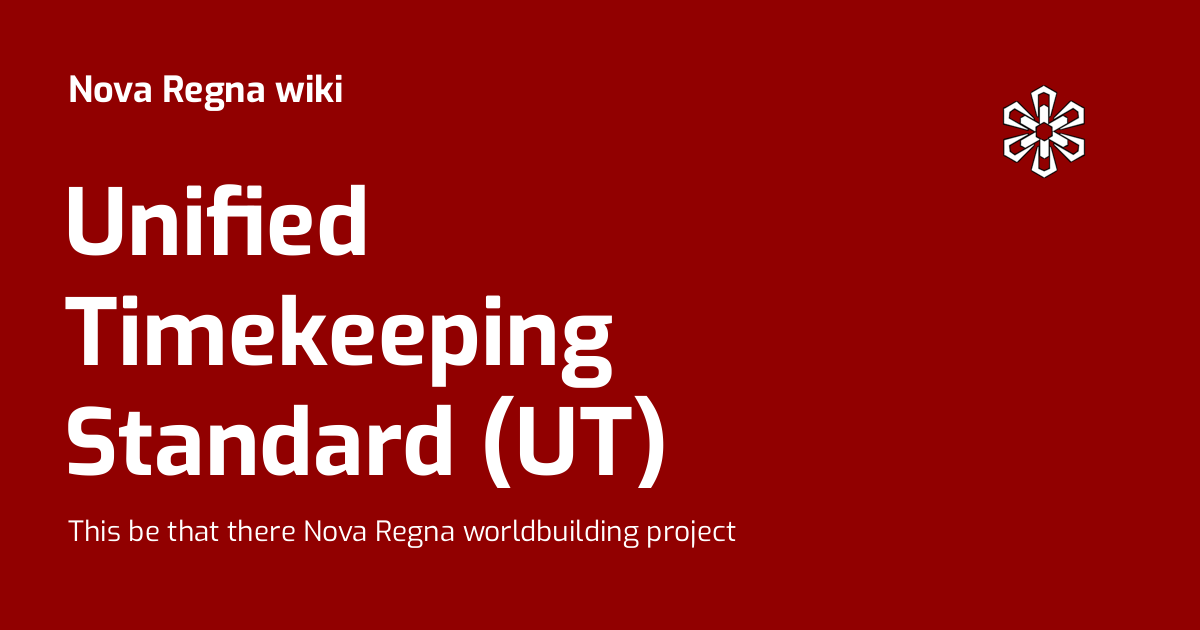 Nova Regna wiki
Unified
Timekeeping
Standard (UT)
This be that there Nova Regna worldbuilding project